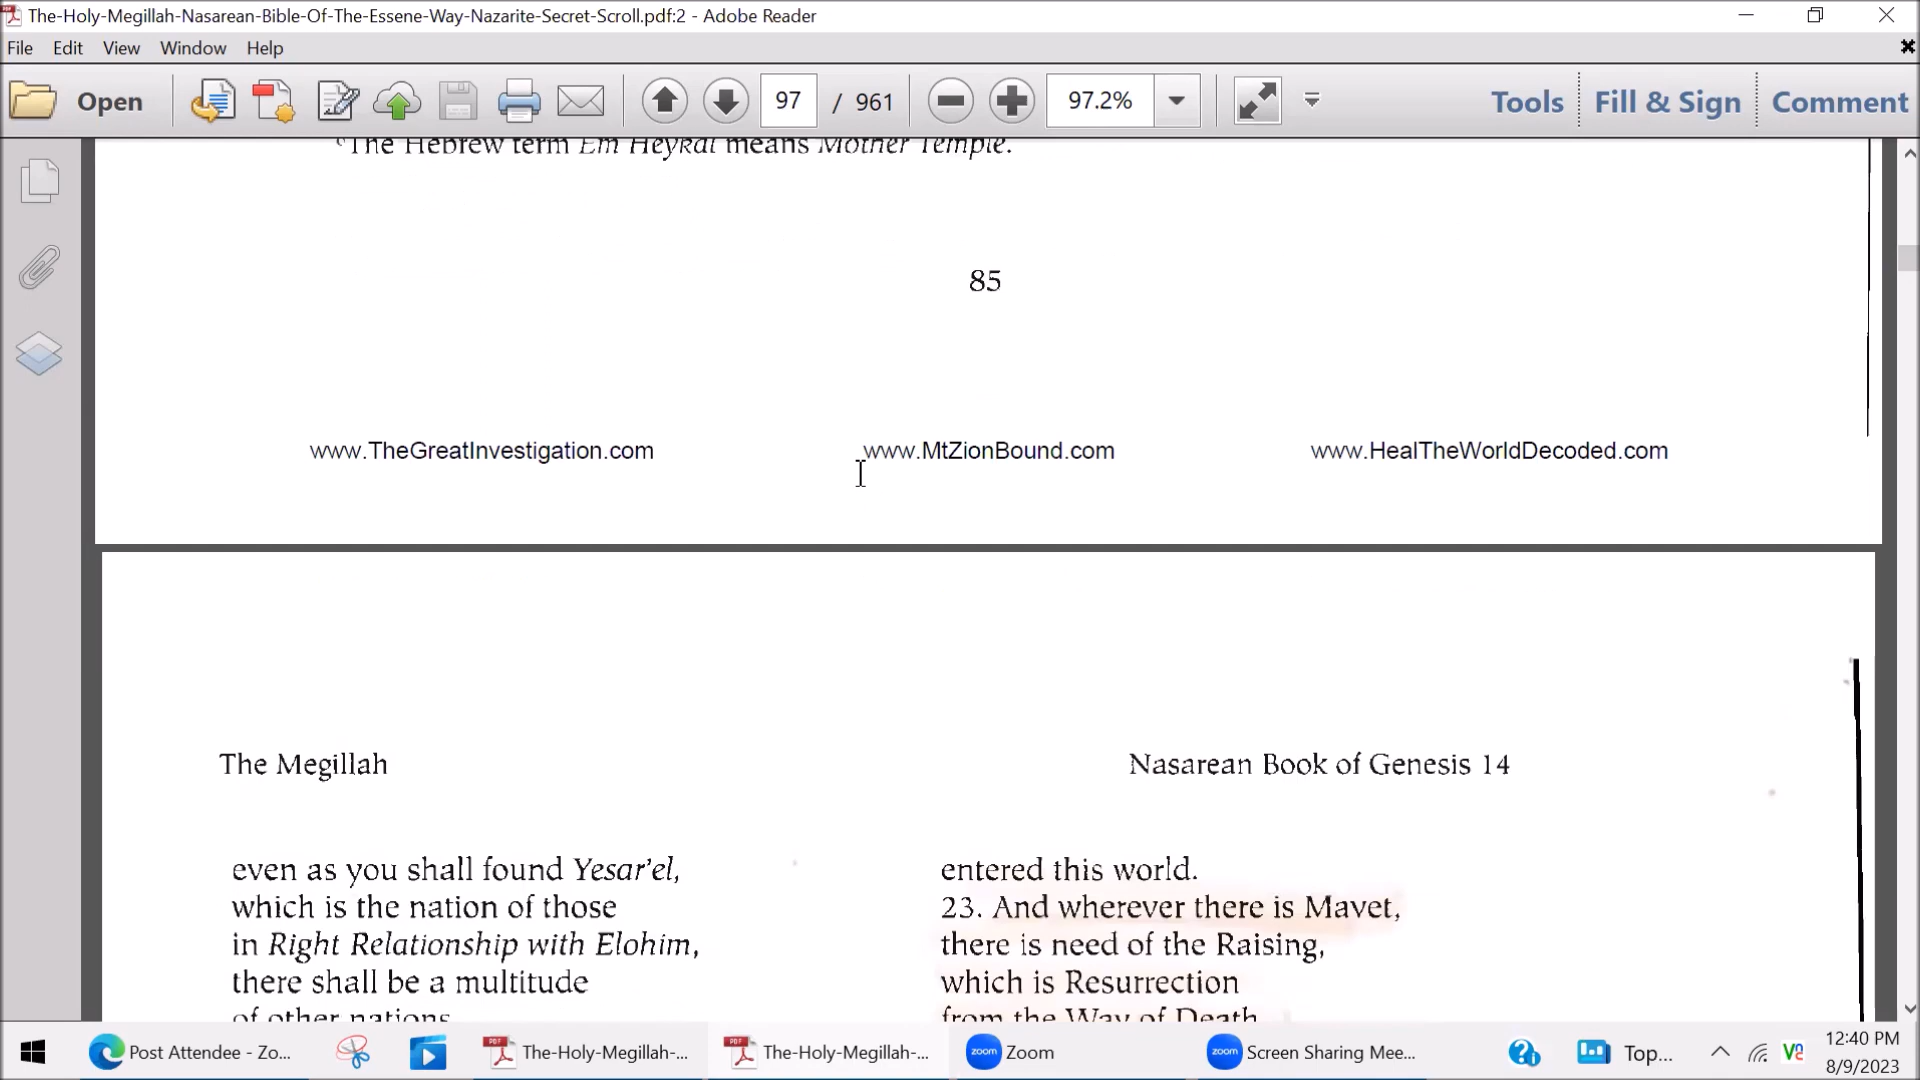 The-Holy-Megillah-Nasarean-Bible-Of-The-Essene-Way-Nazarite-Secret-Scroll.pdf:2 - Adobe Reader
File Edit View Window Help
Open 97 / 961 97.2% Tools Fill & Sign Comment
The Hebrew term Em Heykal means Mother Temple.
85
www.TheGreatInvestigation.com www.MtZionBound.com www.HealTheWorldDecoded.com
The Megillah Nasarean Book of Genesis 14
even as you shall found Yesar'el,
which is the nation of those
in Right Relationship with Elohim,
there shall be a multitude
of other nations
entered this world.
23. And wherever there is Mavet,
there is need of the Raising,
which is Resurrection
from the Way of Death
Post Attendee - Zo... The-Holy-Megillah-... The-Holy-Megillah-... zoom Zoom zoom Screen Sharing Mee... Top... 12:40 PM
8/9/2023